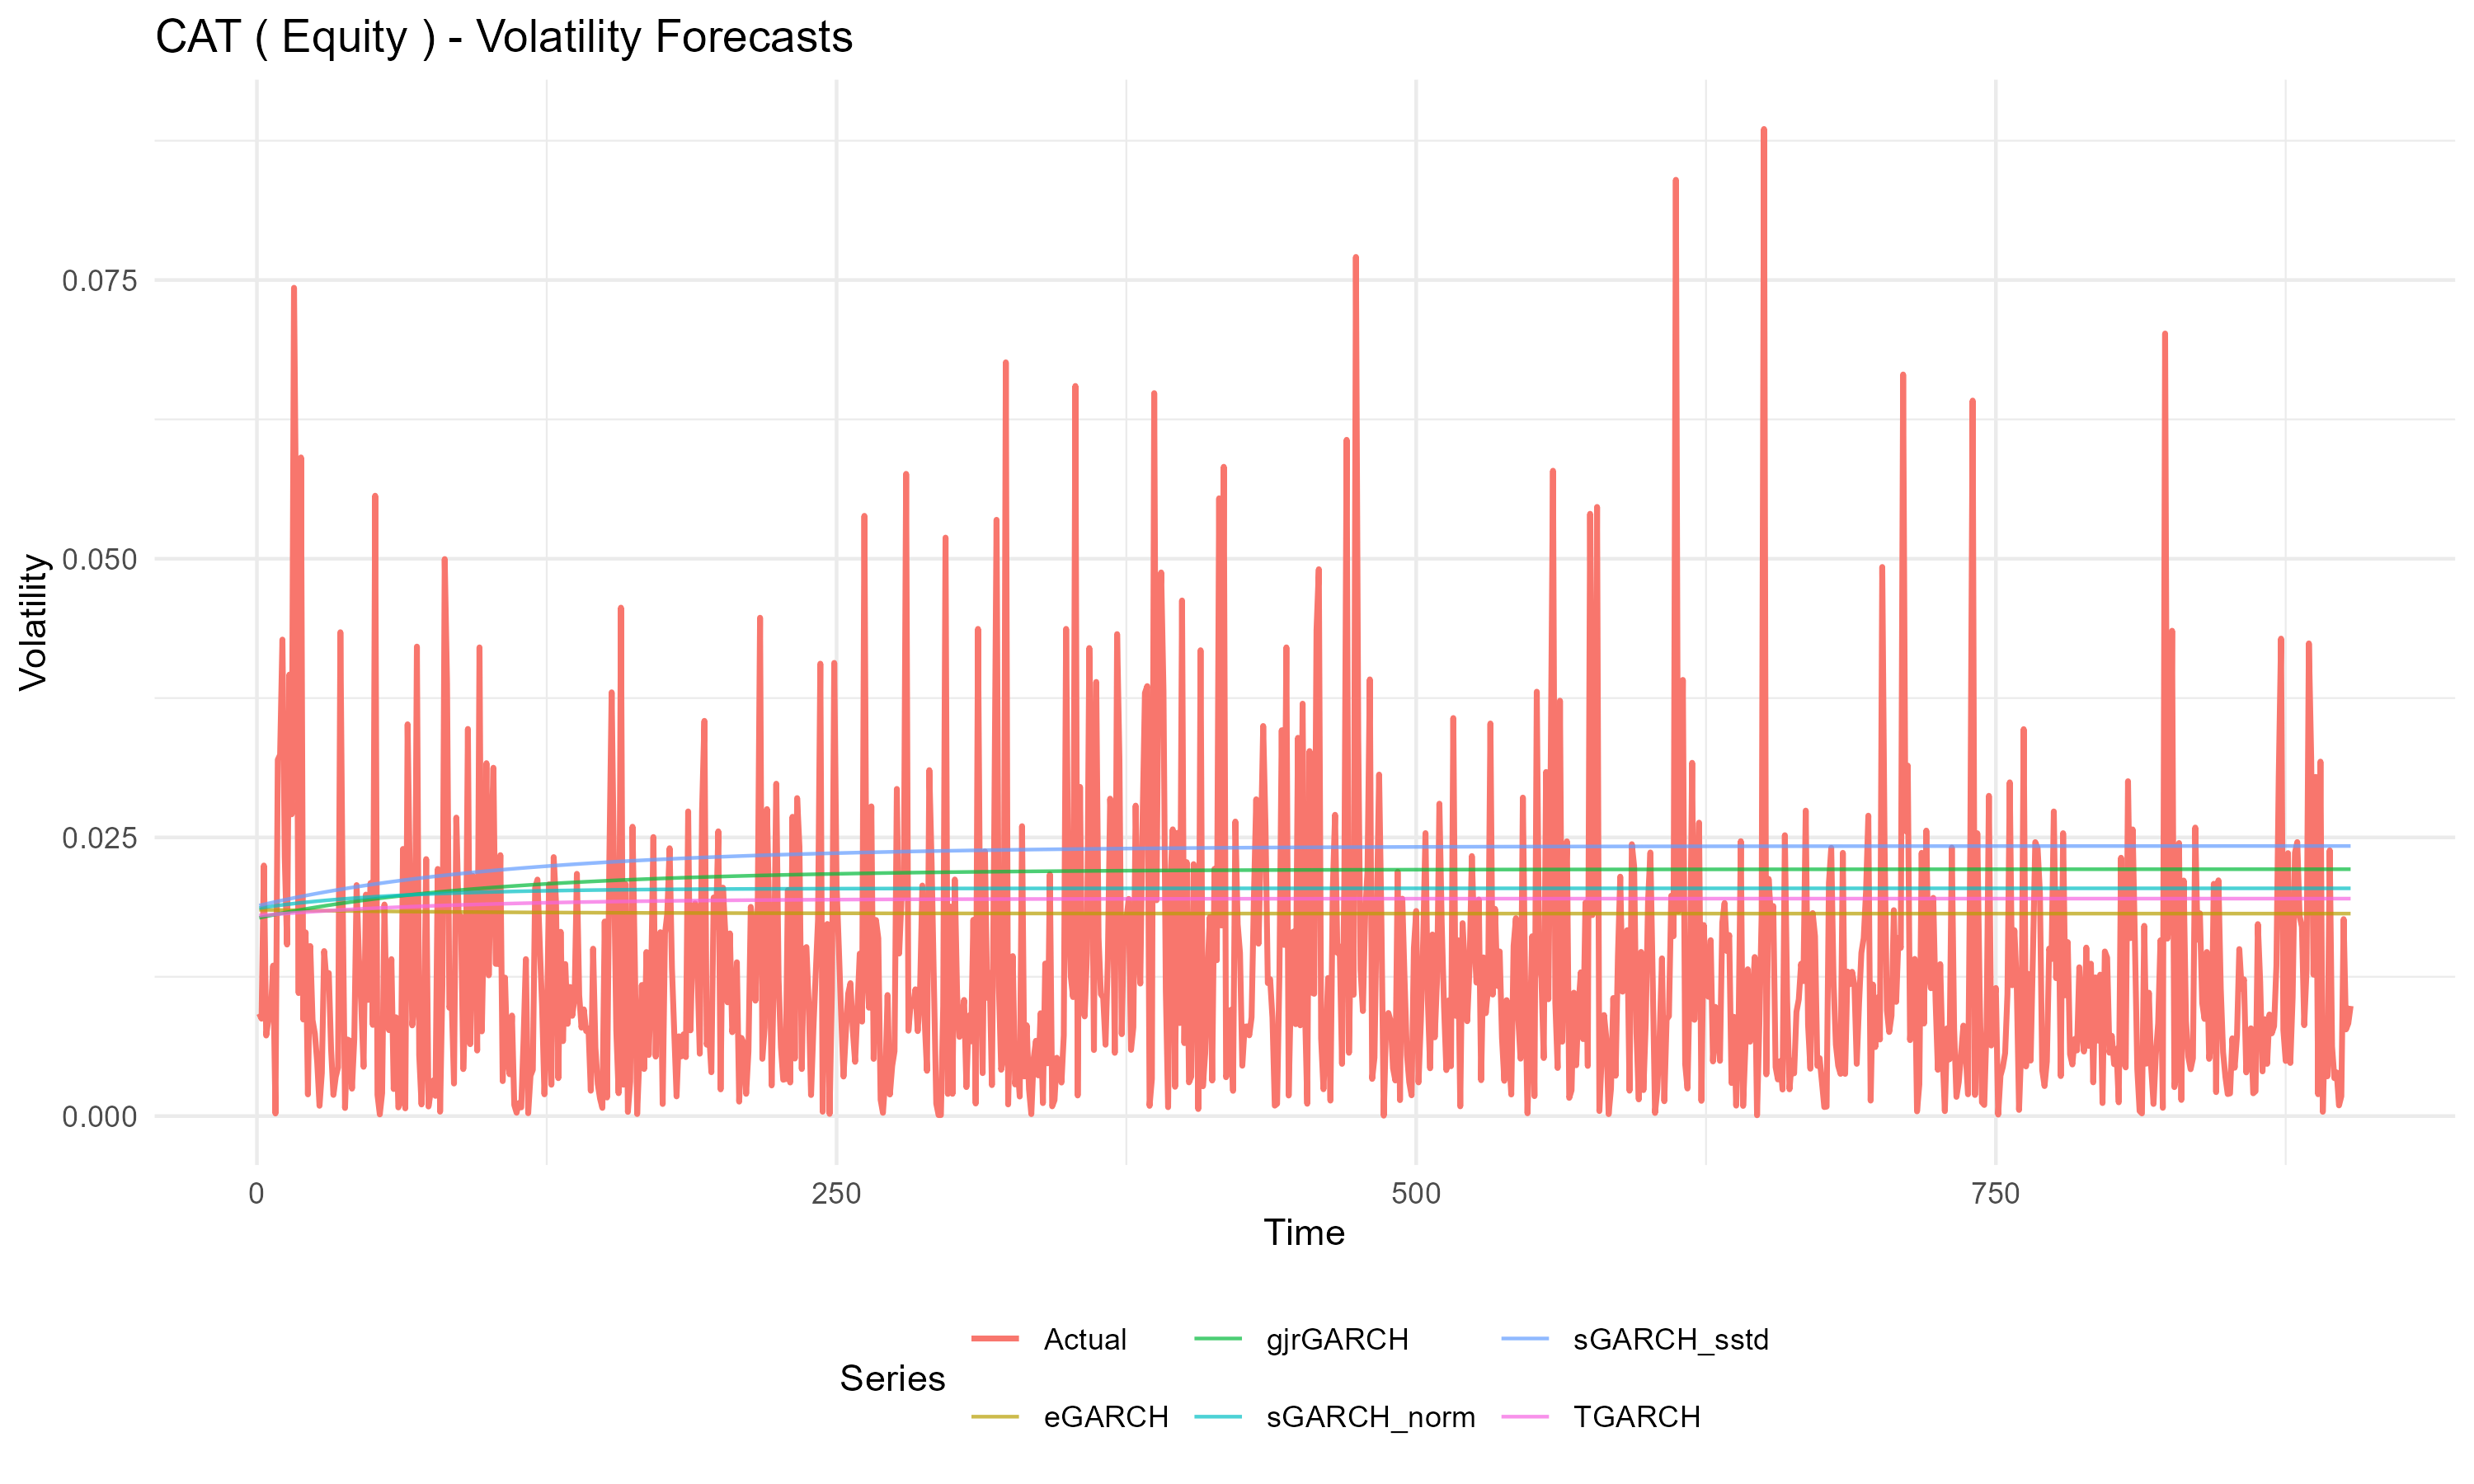 CAT ( Equity ) - Volatility Forecasts
Volatility
0.075
0.050
0.025
0.000
0 250 500 750
Time
Series
Actual gjrGARCH sGARCH_sstd
eGARCH sGARCH_norm TGARCH